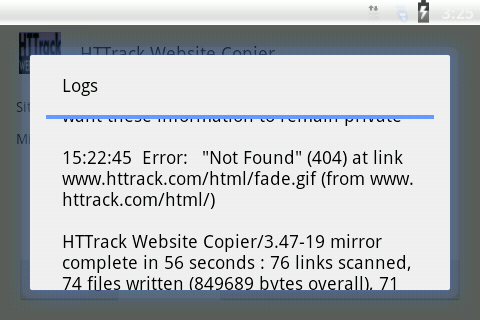 3:25
HTTrack
HTTrack Website Copier
Sit
Logs
want these information to remain private
Mi
15:22:45 Error: "Not Found" (404) at link
www.httrack.com/html/fade.gif (from www.
httrack.com/html/)
HTTrack Website Copier/3.47-19 mirror
complete in 56 seconds : 76 links scanned,
74 files written (849689 bytes overall), 71